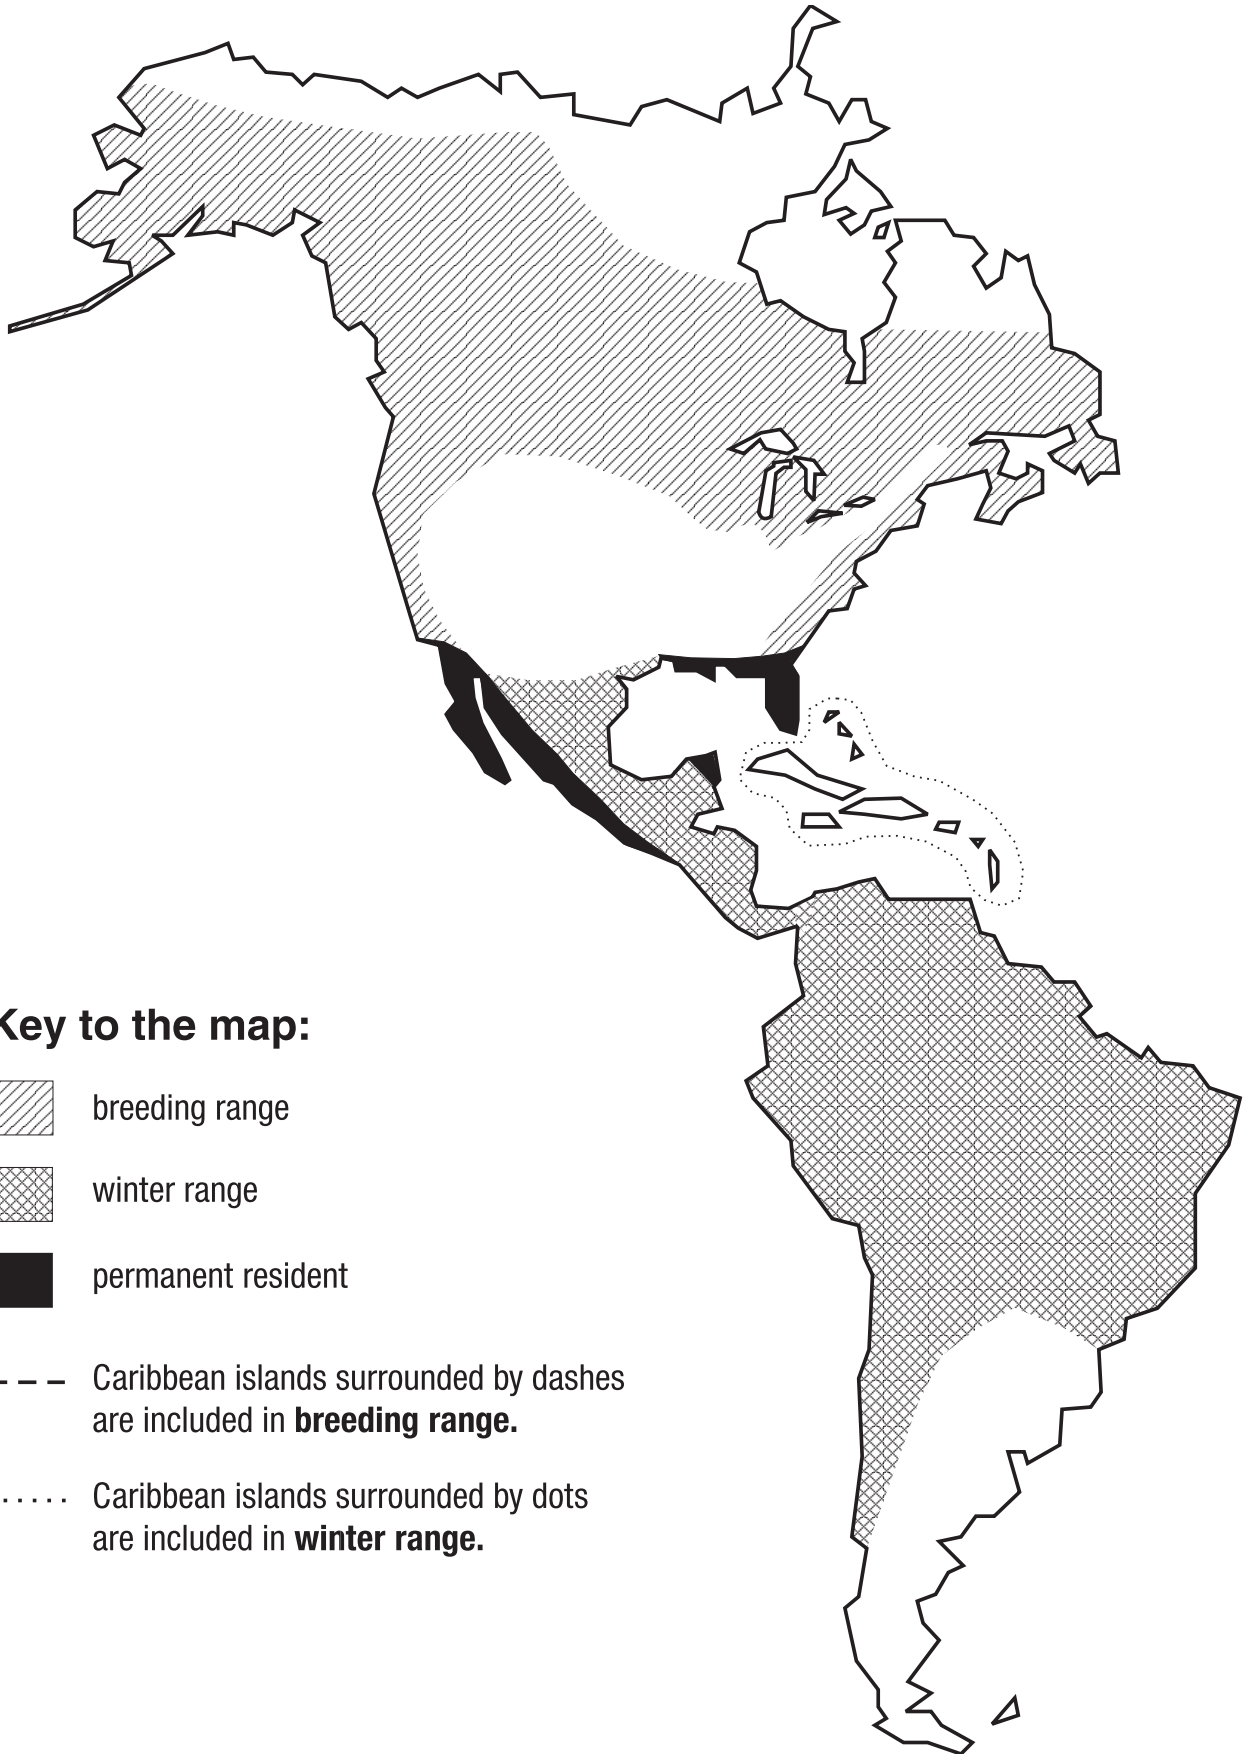 Key to the map:
breeding range
winter range
permanent resident
Caribbean islands surrounded by dashes
are included in breeding range.
Caribbean islands surrounded by dots
are included in winter range.